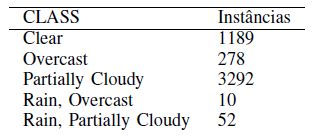 CLASS Instâncias
Clear 1189
Overcast 278
Partially Cloudy 3292
Rain, Overcast 10
Rain, Partially Cloudy 52